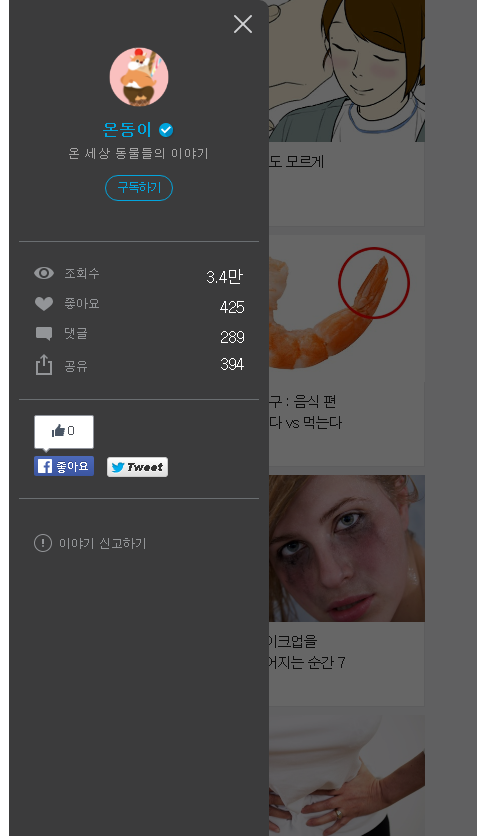 온동이
온 세상 동물들의 이야기
구독하기
조회수 3.4만
좋아요 425
댓글 289
공유 394
0
좋아요 Tweet
이야기 신고하기
도 모르게
구 : 음식 편
다 vs 먹는다
이크업을
어지는 순간 7